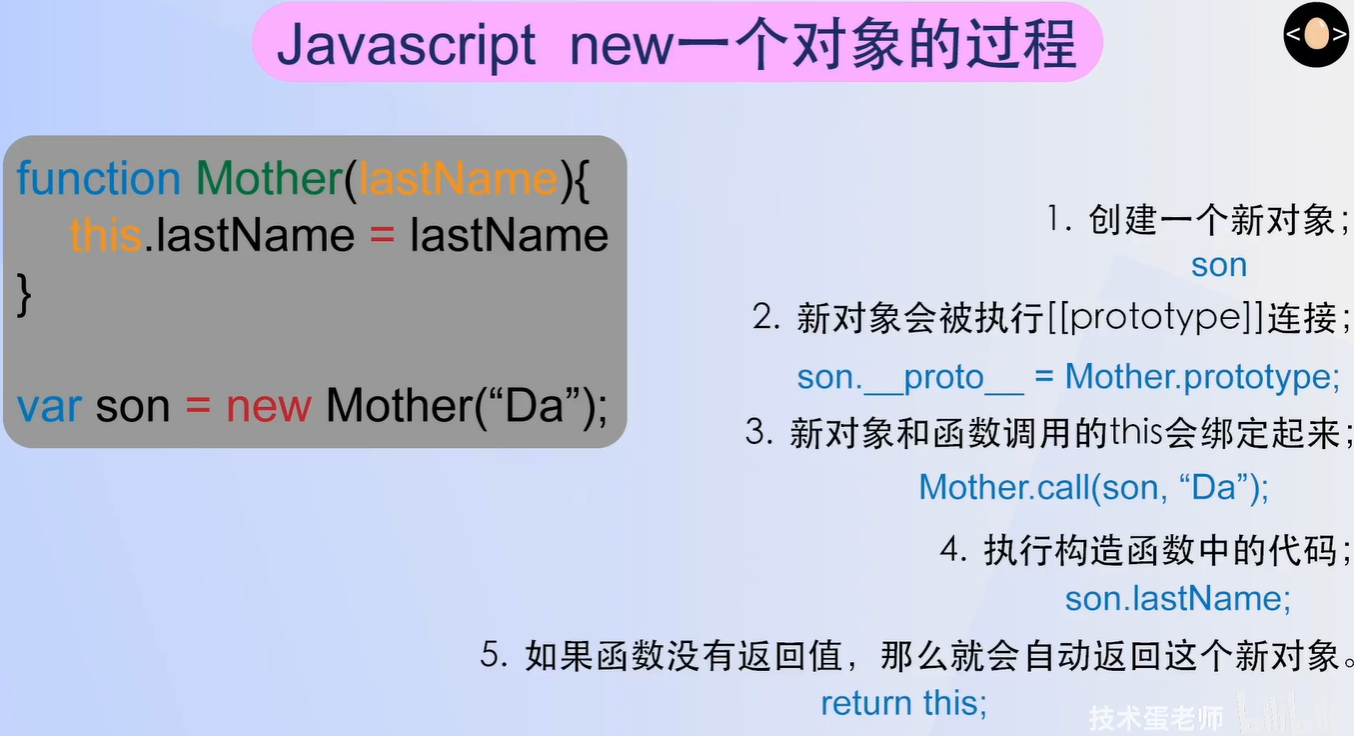 Javascript new一个对象的过程
< >
function Mother(lastName){
this.lastName = lastName
}
var son = new Mother(“Da”);
1. 创建一个新对象;
son
2. 新对象会被执行[[prototype]]连接;
son.__proto__ = Mother.prototype;
3. 新对象和函数调用的this会绑定起来;
Mother.call(son, “Da”);
4. 执行构造函数中的代码;
son.lastName;
5. 如果函数没有返回值，那么就会自动返回这个新对象。
return this;
技术蛋老师